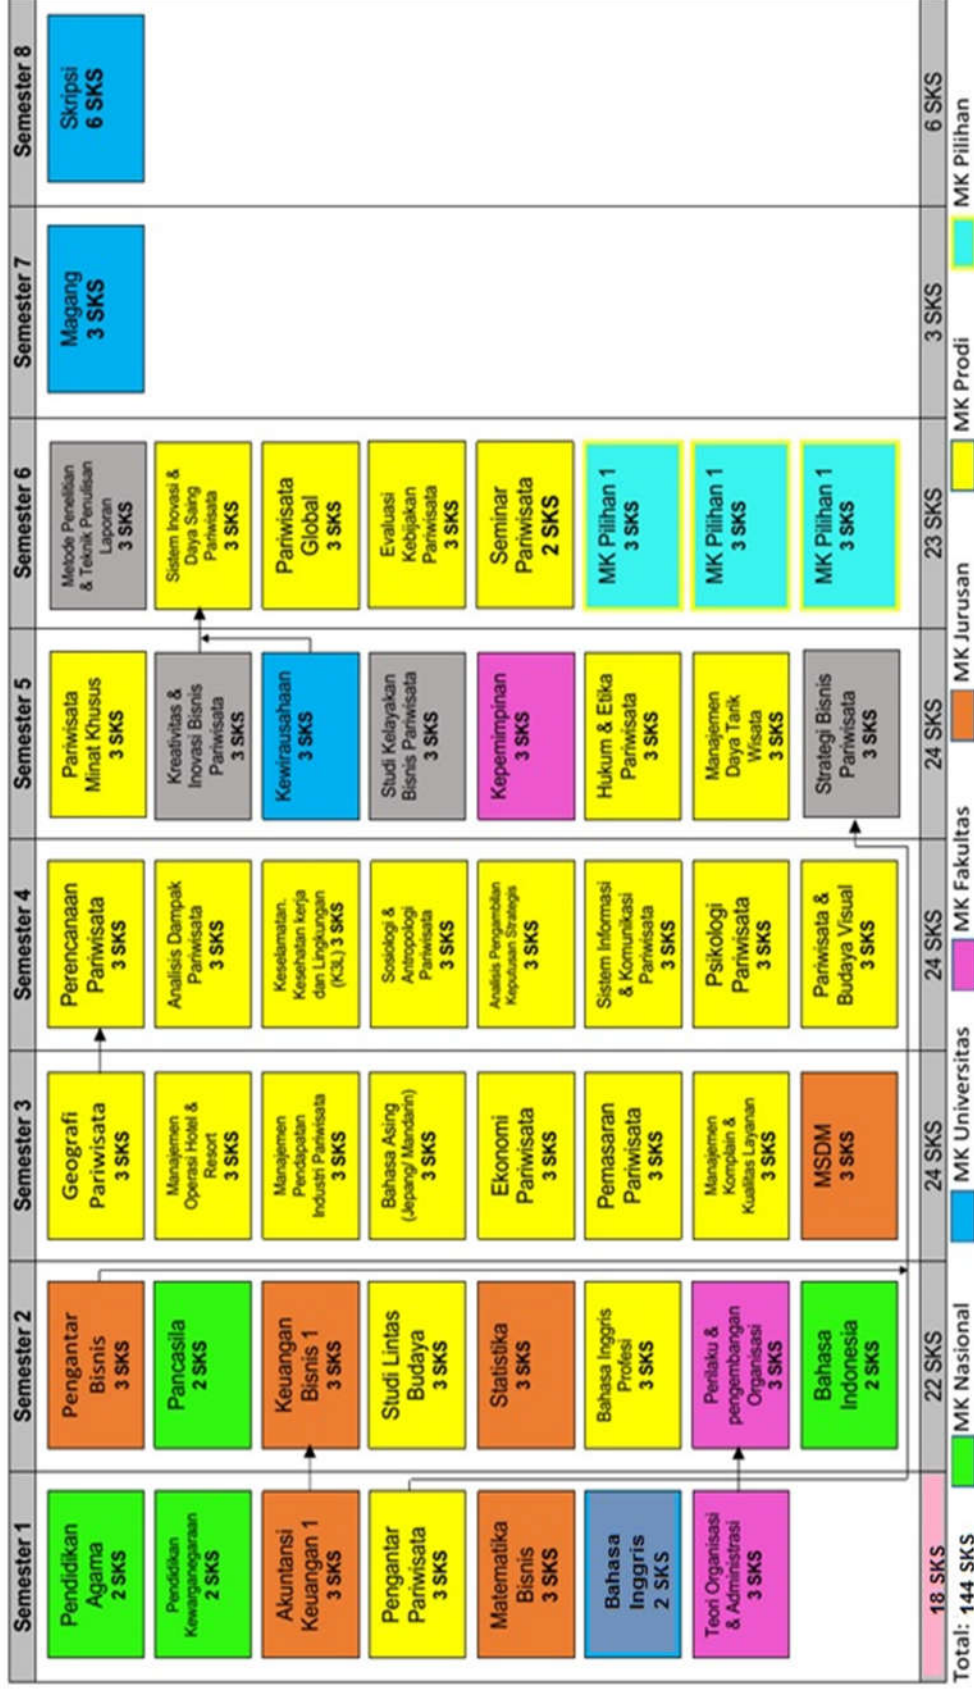 Semester 1
Pendidikan
Agama
2 SKS
Pendidikan
Kewarganegaraan
2 SKS
Akuntansi
Keuangan 1
3 SKS
Pengantar
Pariwisata
3 SKS
Matematika
Bisnis
3 SKS
Bahasa
Inggris
2 SKS
Teori Organisasi
& Administrasi
3 SKS
18 SKS
Semester 2
Pengantar
Bisnis
3 SKS
Pancasila
2 SKS
Keuangan
Bisnis 1
3 SKS
Studi Lintas
Budaya
3 SKS
Statistika
3 SKS
Bahasa Inggris
Profesi
3 SKS
Perilaku &
pengembangan
Organisasi
3 SKS
Bahasa
Indonesia
2 SKS
22 SKS
Semester 3
Geografi
Pariwisata
3 SKS
Manajemen
Operasi Hotel &
Resort
3 SKS
Manajemen
Pendapatan
Industri Pariwisata
3 SKS
Bahasa Asing
(Jepang/ Mandarin)
3 SKS
Ekonomi
Pariwisata
3 SKS
Pemasaran
Pariwisata
3 SKS
Manajemen
Komplain &
Kualitas Layanan
3 SKS
MSDM
3 SKS
24 SKS
Semester 4
Perencanaan
Pariwisata
3 SKS
Analisis Dampak
Pariwisata
3 SKS
Keselamatan.
Kesehatan kerja
dan Lingkungan
(K3L) 3 SKS
Sosiologi &
Antropologi
Pariwisata
3 SKS
Analisis Pengambilan
Keputusan Strategis
3 SKS
Sistem Informasi
& Komunikasi
Pariwisata
3 SKS
Psikologi
Pariwisata
3 SKS
Pariwisata &
Budaya Visual
3 SKS
24 SKS
Semester 5
Pariwisata
Minat Khusus
3 SKS
Kreativitas &
Inovasi Bisnis
Pariwisata
3 SKS
Kewirausahaan
3 SKS
Studi Kelayakan
Bisnis Pariwisata
3 SKS
Kepemimpinan
3 SKS
Hukum & Etika
Pariwisata
3 SKS
Manajemen
Daya Tarik
Wisata
3 SKS
Strategi Bisnis
Pariwisata
3 SKS
24 SKS
Semester 6
Metode Penelitian
& Teknik Penulisan
Laporan
3 SKS
Sistem Inovasi &
Daya Saing
Pariwisata
3 SKS
Pariwisata
Global
3 SKS
Evaluasi
Kebijakan
Pariwisata
3 SKS
Seminar
Pariwisata
2 SKS
MK Pilihan 1
3 SKS
MK Pilihan 1
3 SKS
MK Pilihan 1
3 SKS
23 SKS
Semester 7
Magang
3 SKS
3 SKS
Semester 8
Skripsi
6 SKS
6 SKS
Total: 144 SKS
MK Nasional
MK Universitas
MK Fakultas
MK Jurusan
MK Prodi
MK Pilihan